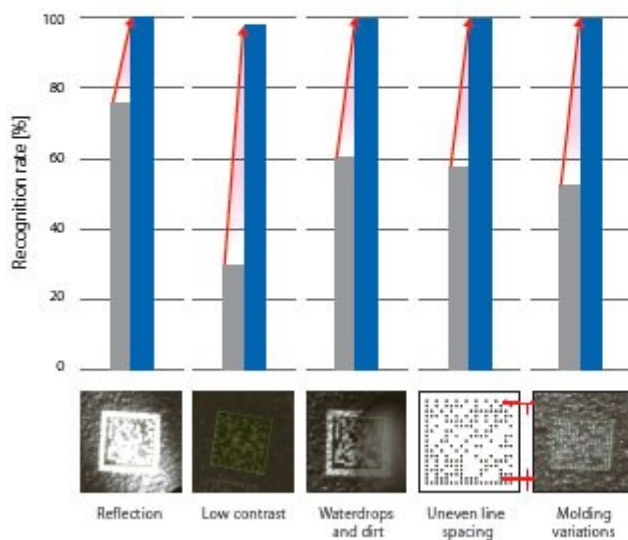 Recognition rate [%]
100
80
60
40
20
0
Reflection
Low contrast
Waterdrops
and dirt
Uneven line
spacing
Molding
variations